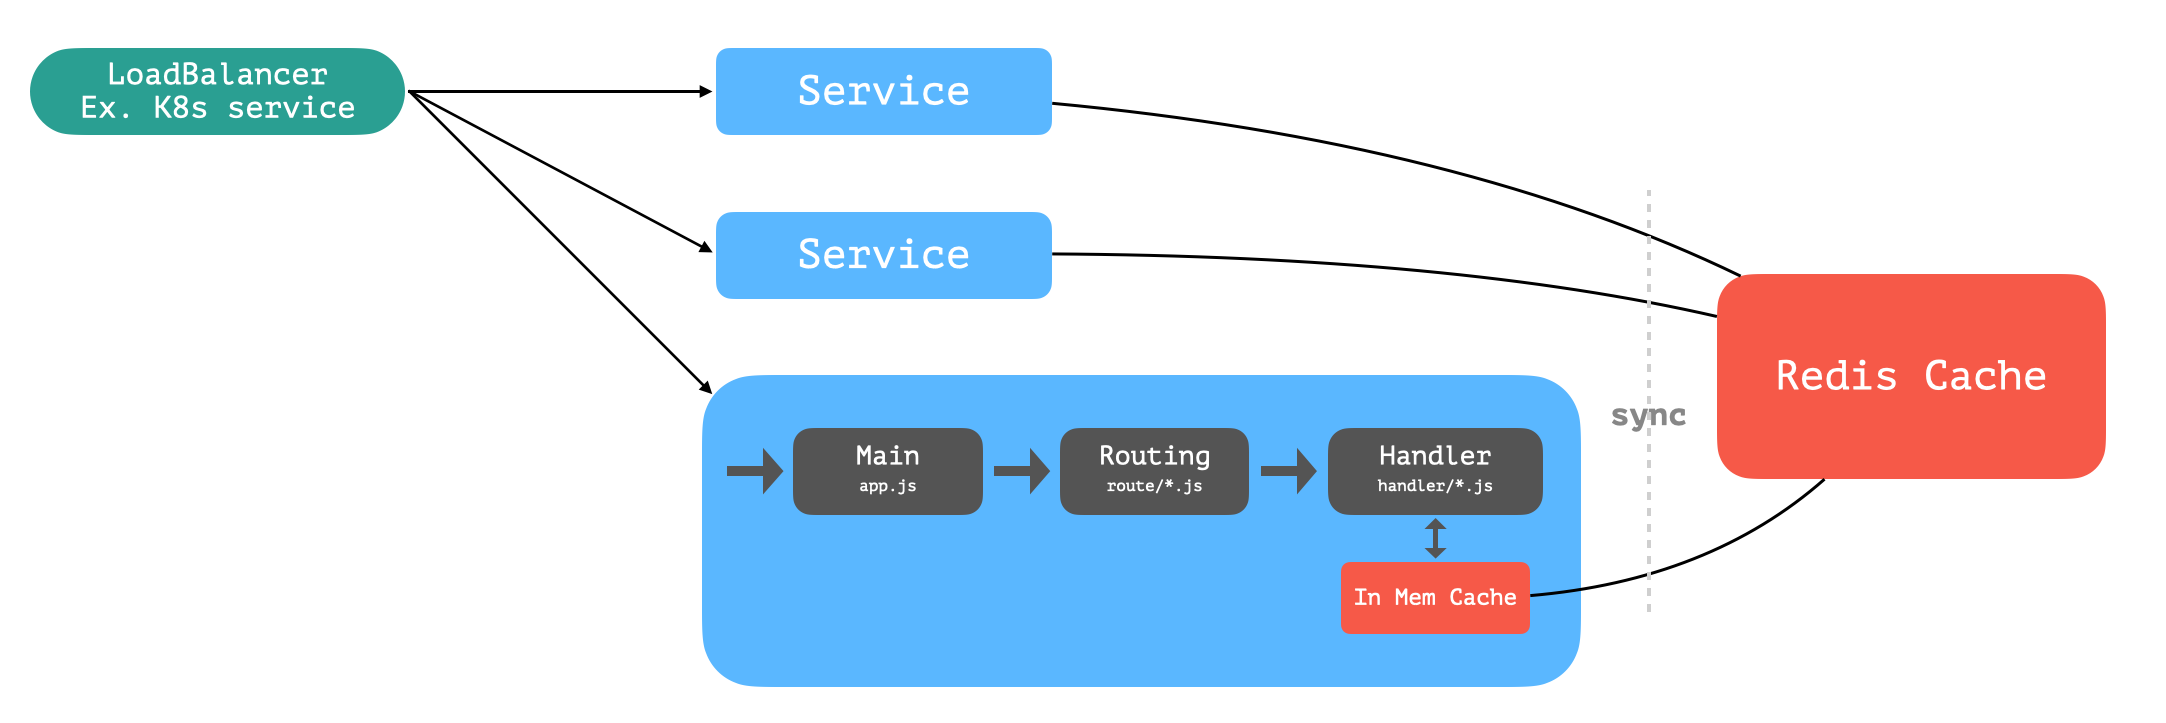 LoadBalancer
Ex. K8s service
Service
Service
Main
app.js
Routing
route/*.js
Handler
handler/*.js
In Mem Cache
sync
Redis Cache